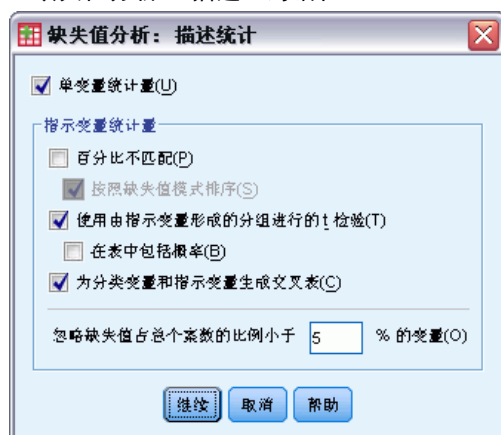 缺失值分析：描述统计
单变量统计量(U)
指示变量统计量
百分比不匹配(P)
按照缺失值模式排序(S)
使用由指示变量形成的分组进行的t检验(T)
在表中包括概率(B)
为分类变量和指示变量生成交叉表(C)
忽略缺失值占总个案数的比例小于 5 % 的变量(O)
继续 取消 帮助